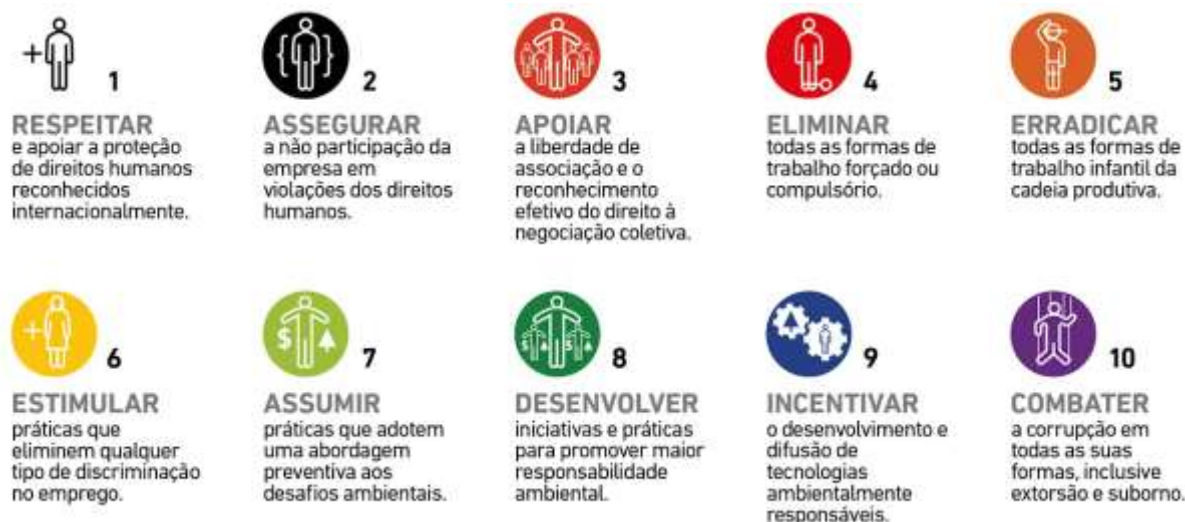 1
RESPEITAR
e apoiar a proteção
de direitos humanos
reconhecidos
internacionalmente.
2
ASSEGURAR
a não participação da
empresa em
violações dos direitos
humanos.
3
APOIAR
a liberdade de
associação e o
reconhecimento
efetivo do direito à
negociação coletiva.
4
ELIMINAR
todas as formas de
trabalho forçado ou
compulsório.
5
ERRADICAR
todas as formas de
trabalho infantil da
cadeia produtiva.
6
ESTIMULAR
práticas que
eliminem qualquer
tipo de discriminação
no emprego.
$
7
ASSUMIR
práticas que adotem
uma abordagem
preventiva aos
desafios ambientais.
$ $
8
DESENVOLVER
iniciativas e práticas
para promover maior
responsabilidade
ambiental.
9
INCENTIVAR
o desenvolvimento e
difusão de
tecnologias
ambientalmente
responsáveis.
10
COMBATER
a corrupção em
todas as suas
formas, inclusive
extorsão e suborno.